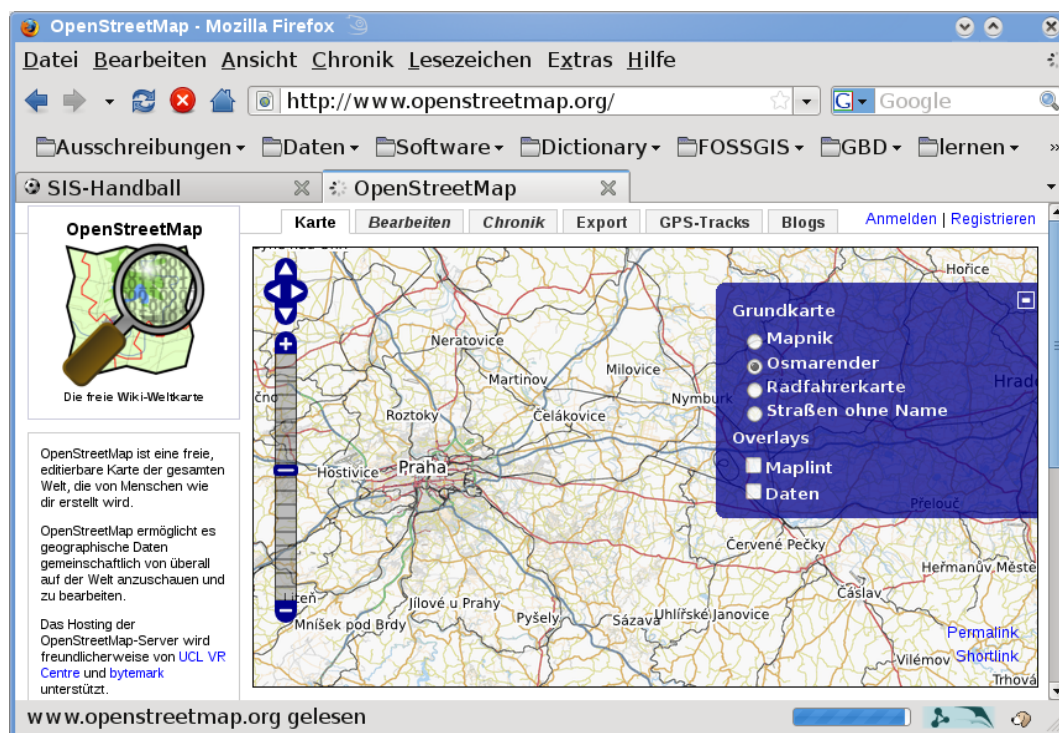 OpenStreetMap - Mozilla Firefox
Datei Bearbeiten Ansicht Chronik Lesezeichen Extras Hilfe
http://www.openstreetmap.org/
G Google
Ausschreibungen Daten Software Dictionary FOSSGIS GBD lernen »
SIS-Handball
OpenStreetMap
OpenStreetMap
Die freie Wiki-Weltkarte
OpenStreetMap ist eine freie,
editierbare Karte der gesamten
Welt, die von Menschen wie
dir erstellt wird.
OpenStreetMap ermöglicht es
geographische Daten
gemeinschaftlich von überall
auf der Welt anzuschauen und
zu bearbeiten.
Das Hosting der
OpenStreetMap-Server wird
freundlicherweise von UCL VR
Centre und bytemark
unterstützt.
Karte Bearbeiten Chronik Export GPS-Tracks Blogs
Anmelden | Registrieren
Hořice
Neratovice
Martinov
Milovice
Nymburk
Roztoky
Čelákovice
Hostivice
Praha
Grundkarte
Mapnik
Osmarender
Radfahrerkarte
Straßen ohne Name
Overlays
Maplint
Daten
Hrad
Přelouč
Červené Pečky
Heřmanův Měste
Čáslav
Liteň
Jílové u Prahy
Mníšek pod Brdy
Pyšely
Sázava
Uhlířské Janovice
Permalink
Shortlink
Vilémov
Trhová
www.openstreetmap.org gelesen